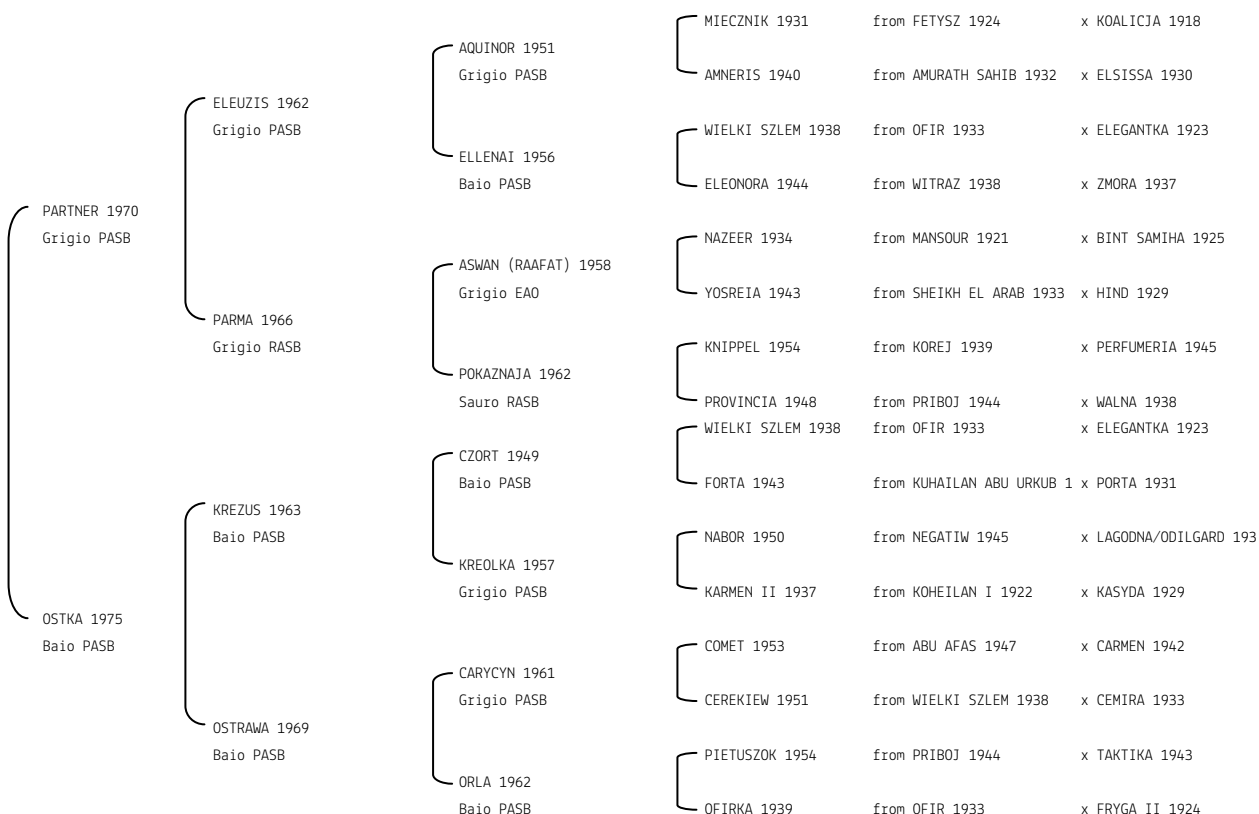 MIECZNIK 1931 from FETYSZ 1924 x KOALICJA 1918
AQUINOR 1951
Grigio PASB AMNERIS 1940 from AMURATH SAHIB 1932 x ELSISSA 1930
ELEUZIS 1962
Grigio PASB WIELKI SZLEM 1938 from OFIR 1933 x ELEGANTKA 1923
ELLENAI 1956
Baio PASB ELEONORA 1944 from WITRAZ 1938 x ZMORA 1937
PARTNER 1970
Grigio PASB NAZEER 1934 from MANSOUR 1921 x BINT SAMIHA 1925
ASWAN (RAAFAT) 1958
Grigio EAO YOSREIA 1943 from SHEIKH EL ARAB 1933 x HIND 1929
PARMA 1966
Grigio RASB KNIPPEL 1954 from KOREJ 1939 x PERFUMERIA 1945
POKAZNAJA 1962
Sauro RASB PROVINCIA 1948 from PRIBOJ 1944 x WALNA 1938
WIELKI SZLEM 1938 from OFIR 1933 x ELEGANTKA 1923
CZORT 1949
Baio PASB FORTA 1943 from KUHAILAN ABU URKUB 1 x PORTA 1931
KREZUS 1963
Baio PASB NABOR 1950 from NEGATIW 1945 x LAGODNA/ODILGARD 193
KREOLKA 1957
Grigio PASB KARMEN II 1937 from KOHEILAN I 1922 x KASYDA 1929
OSTKA 1975
Baio PASB COMET 1953 from ABU AFAS 1947 x CARMEN 1942
CARYCYN 1961
Grigio PASB CEREKIEW 1951 from WIELKI SZLEM 1938 x CEMIRA 1933
OSTRAWA 1969
Baio PASB PIETUSZOK 1954 from PRIBOJ 1944 x TAKTIKA 1943
ORLA 1962
Baio PASB OFIRKA 1939 from OFIR 1933 x FRYGA II 1924